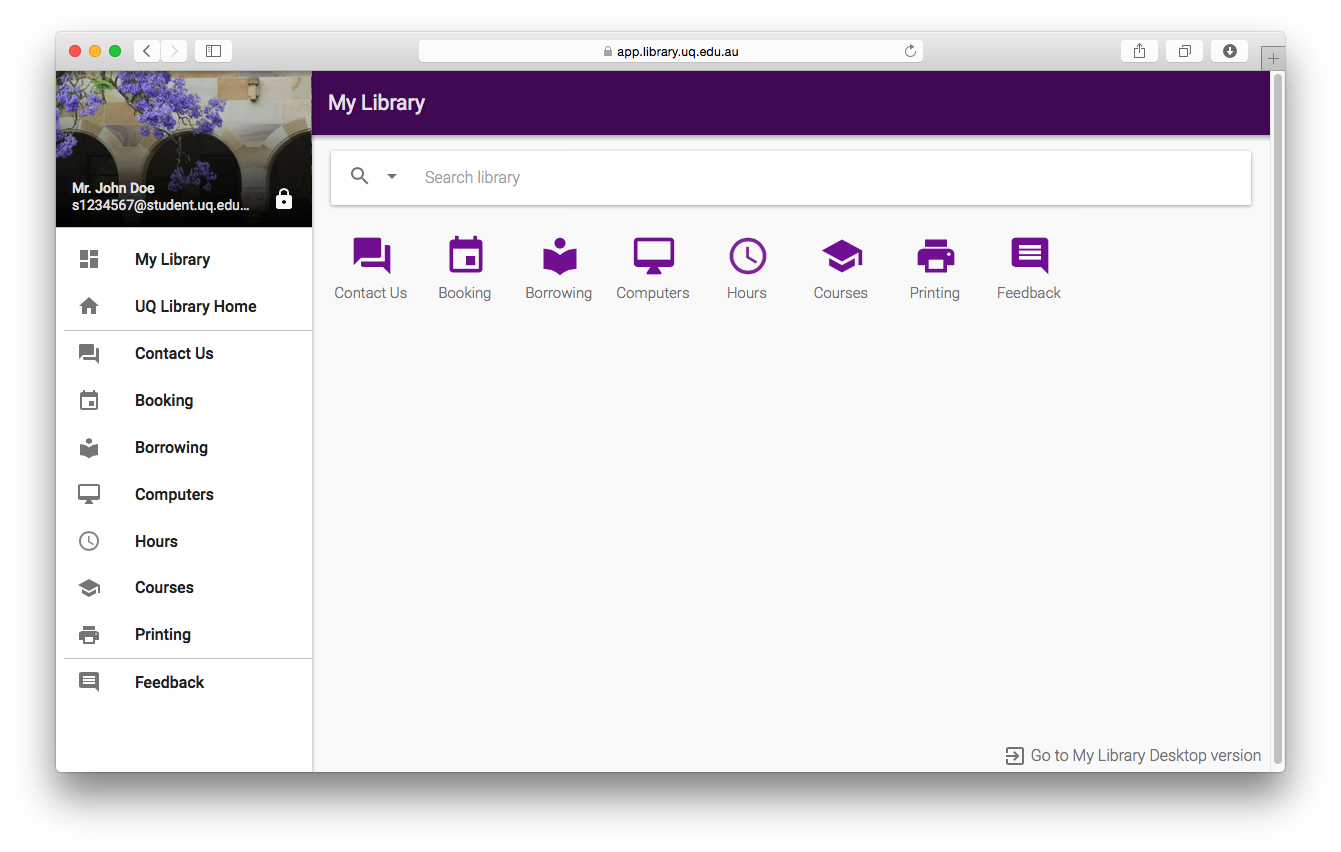 app.library.uq.edu.au
Mr. John Doe
s1234567@student.uq.edu...
My Library
UQ Library Home
Contact Us
Booking
Borrowing
Computers
Hours
Courses
Printing
Feedback
My Library
Search library
Contact Us
Booking
Borrowing
Computers
Hours
Courses
Printing
Feedback
Go to My Library Desktop version